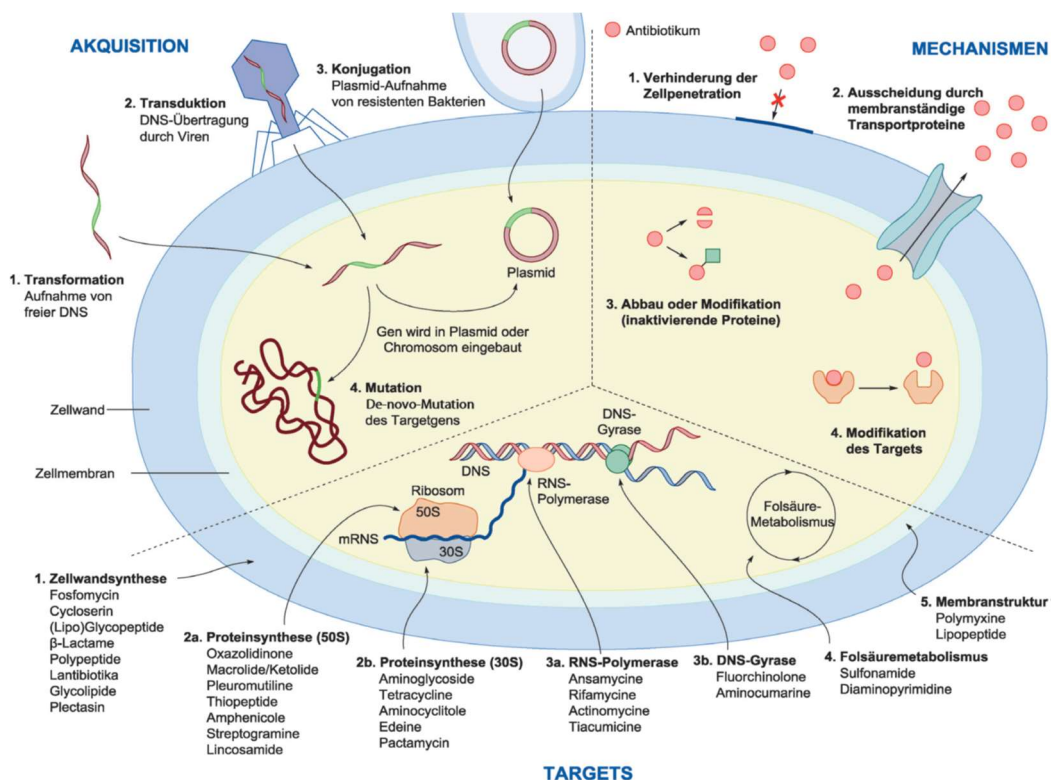 AKQUISITION
3. Konjugation
Plasmid-Aufnahme
von resistenten Bakterien
2. Transduktion
DNS-Übertragung
durch Viren
1. Transformation
Aufnahme von
freier DNS
Plasmid
Gen wird in Plasmid oder
Chromosom eingebaut
4. Mutation
De-novo-Mutation
des Targetgens
Zellwand
Zellmembran
Antibiotikum
MECHANISMEN
1. Verhinderung der
Zellpenetration
2. Ausscheidung durch
membranständige
Transportproteine
3. Abbau oder Modifikation
(inaktivierende Proteine)
4. Modifikation
des Targets
DNS-
Gyrase
DNS
RNS-
Polymerase
Ribosom
50S
mRNS
30S
Folsäure-
Metabolismus
1. Zellwandsynthese
Fosfomycin
Cycloserin
(Lipo)Glycopeptide
β-Lactame
Polypeptide
Lantibiotika
Glycolipide
Plectasin
2a. Proteinsynthese (50S)
Oxazolidinone
Macrolide/Ketolide
Pleuromutiline
Thiopeptide
Amphenicole
Streptogramine
Lincosamide
2b. Proteinsynthese (30S)
Aminoglycoside
Tetracycline
Aminocyclitole
Edeine
Pactamycin
3a. RNS-Polymerase
Ansamycine
Rifamycine
Actinomycine
Tiacumicine
3b. DNS-Gyrase
Fluorchinolone
Aminocumarine
4. Folsäuremetabolismus
Sulfonamide
Diaminopyrimidine
5. Membranstruktur
Polymyxine
Lipopeptide
TARGETS